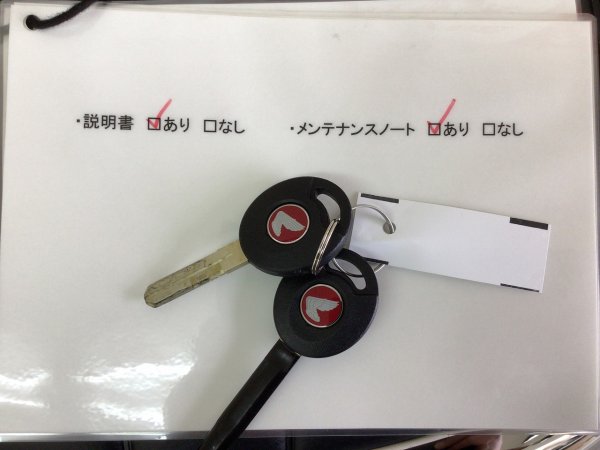 ・説明書 ☑あり □なし ・メンテナンスノート ☑あり □なし